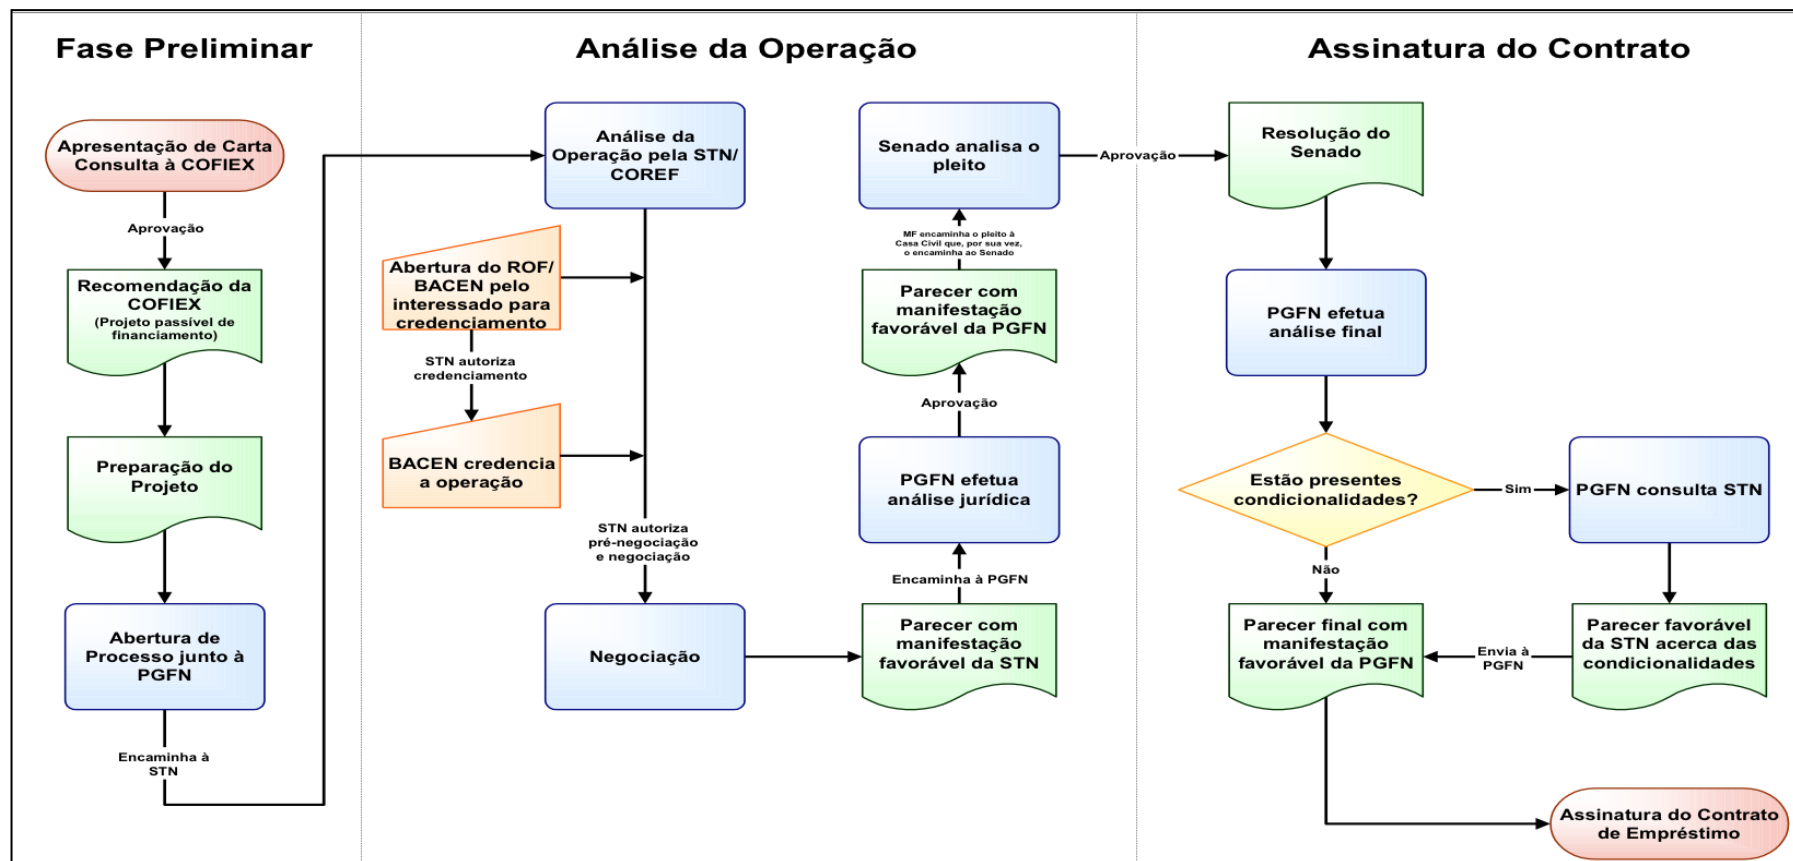 Fase Preliminar
Apresentação de Carta
Consulta à COFIEX
Aprovação
Recomendação da
COFIEX
(Projeto passível de
financiamento)
Preparação do
Projeto
Abertura de
Processo junto à
PGFN
Encaminha à
STN
Análise da Operação
Análise da
Operação pela STN/
COREF
Abertura do ROF/
BACEN pelo
interessado para
credenciamento
STN autoriza
credenciamento
BACEN credencia
a operação
STN autoriza
pré-negociação
e negociação
Negociação
Parecer com
manifestação
favorável da STN
Encaminha à PGFN
PGFN efetua
análise jurídica
Aprovação
Parecer com
manifestação
favorável da PGFN
MF encaminha o pleito à
Casa Civil que, por sua vez,
o encaminha ao Senado
Senado analisa o
pleito
Aprovação
Assinatura do Contrato
Resolução do
Senado
PGFN efetua
análise final
Estão presentes
condicionalidades?
Sim
PGFN consulta STN
Não
Parecer favorável
da STN acerca das
condicionalidades
Envia à
PGFN
Parecer final com
manifestação
favorável da PGFN
Assinatura do Contrato
de Empréstimo